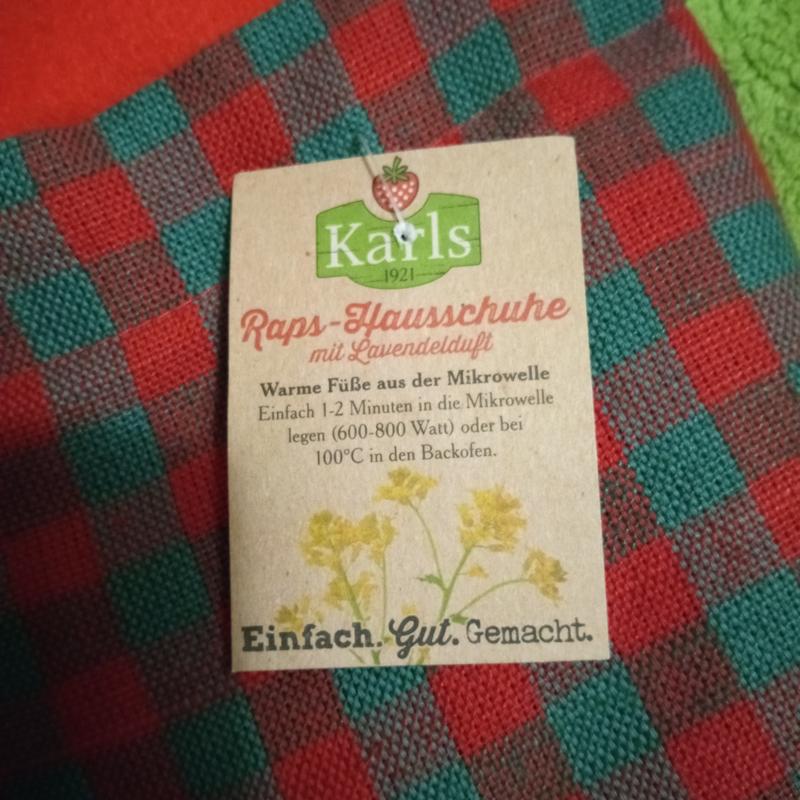 Karls
1921
Raps-Hausschuhe
mit Lavendelduft
Warme Füße aus der Mikrowelle
Einfach 1-2 Minuten in die Mikrowelle
legen (600-800 Watt) oder bei
100°C in den Backofen.
Einfach. Gut. Gemacht.